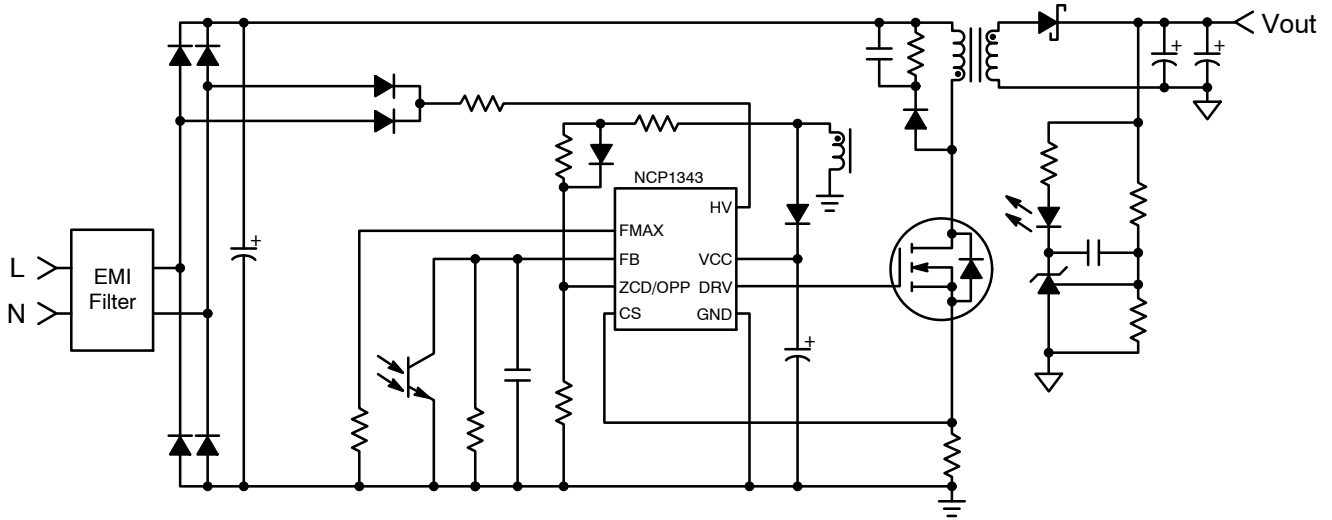 Vout
NCP1343
HV
FMAX
L
EMI
Filter
FB
VCC
ZCD/OPP
DRV
N
CS
GND
+
+
+
+